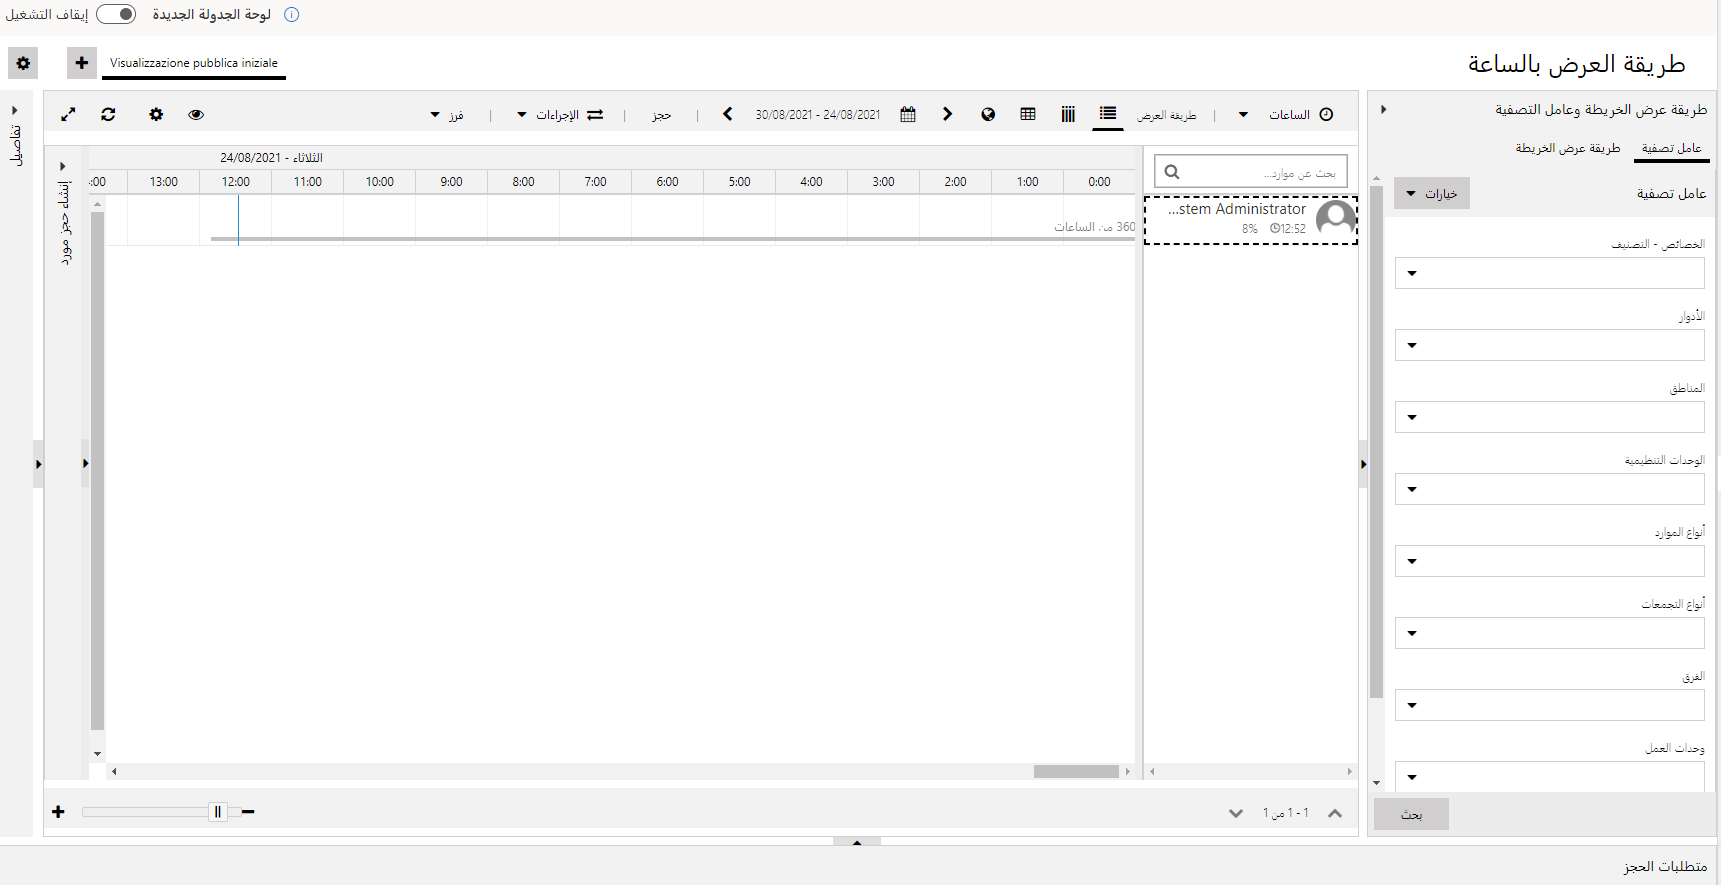 لوحة الجدولة الجديدة
إيقاف التشغيل
طريقة العرض بالساعة
Visualizzazione pubblica iniziale
طريقة عرض الخريطة وعامل التصفية
عامل تصفية
طريقة عرض الخريطة
عامل تصفية
خيارات
الخصائص - التصنيف
الأدوار
المناطق
الوحدات التنظيمية
أنواع الموارد
أنواع التجمعات
الفرق
وحدات العمل
بحث
الساعات
طريقة العرض
24/08/2021 - 30/08/2021
حجز
الإجراءات
فرز
بحث عن موارد...
الثلاثاء - 24/08/2021
0:00 1:00 2:00 3:00 4:00 5:00 6:00 7:00 8:00 9:00 10:00 11:00 12:00 13:00 :00
...stem Administrator
12:52 8%
360 من الساعات
إنشاء حجز مورد
تفاصيل
1 - 1 من 1
متطلبات الحجز